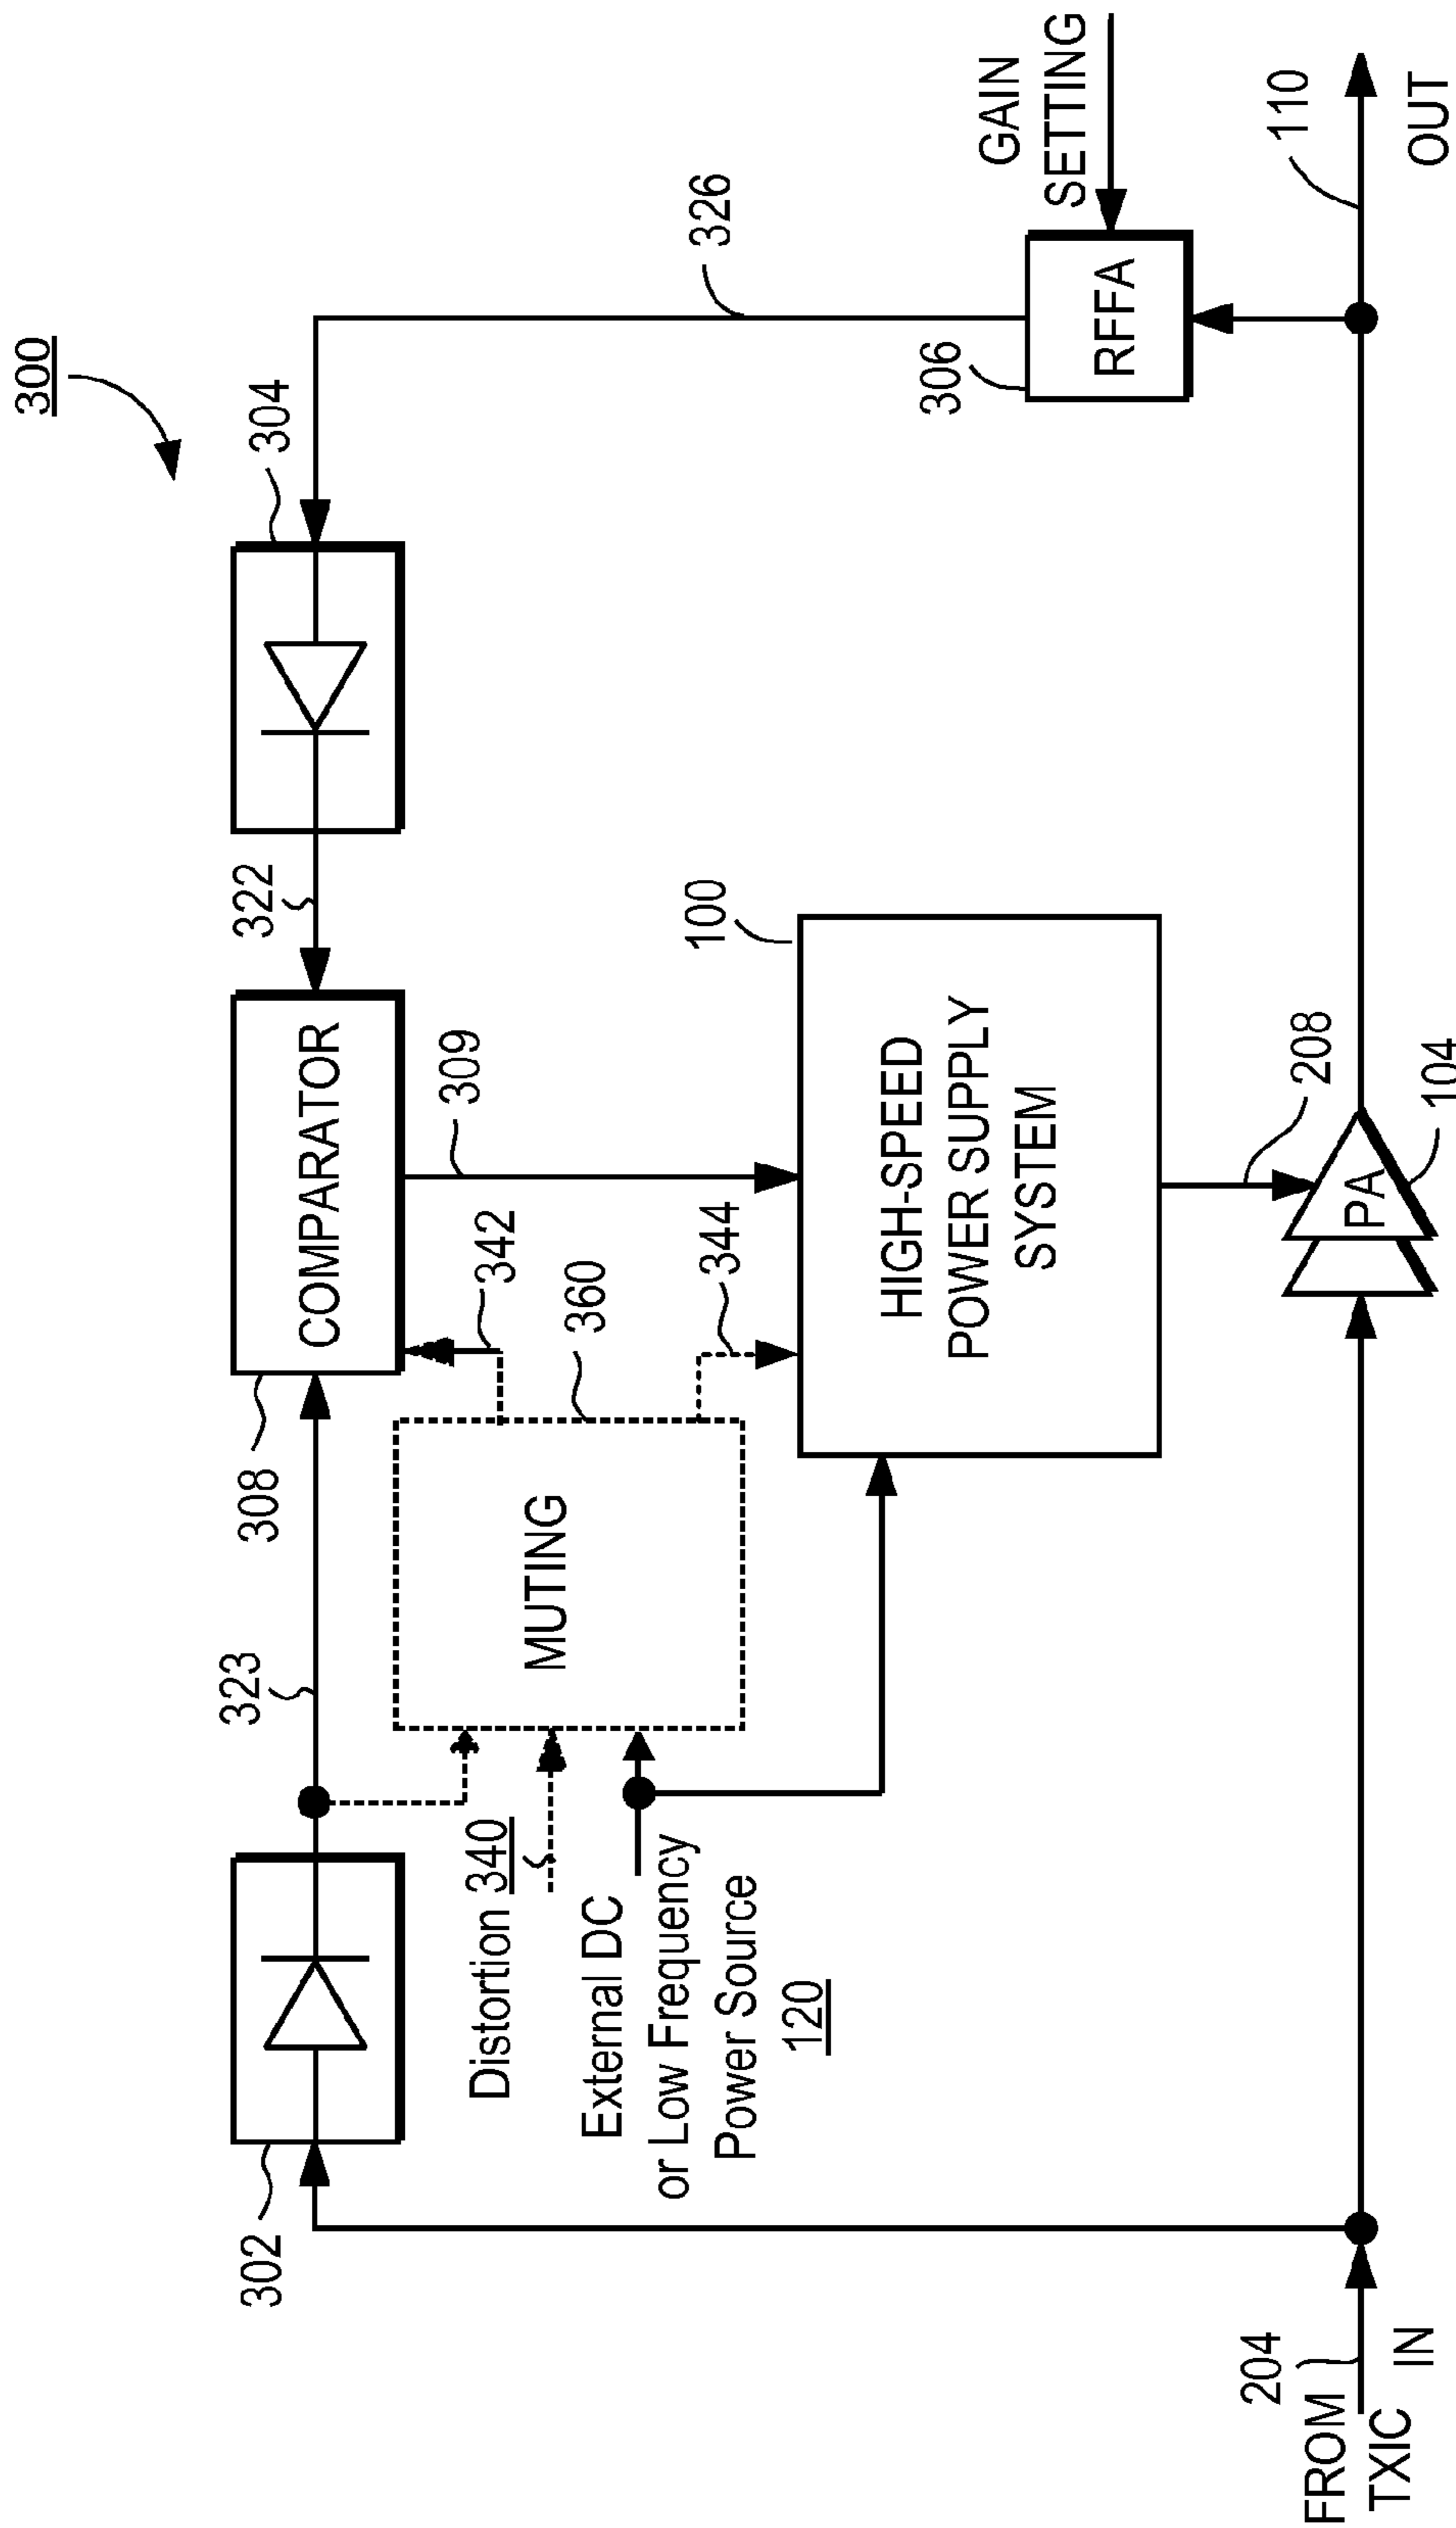 300
302
323
308
COMPARATOR
322
304
326
309
342
360
344
100
MUTING
Distortion 340
External DC
or Low Frequency
Power Source
120
HIGH-SPEED
POWER SUPPLY
SYSTEM
306
RFFA
GAIN
SETTING
208
PA
104
110
OUT
204
FROM
TXIC
IN